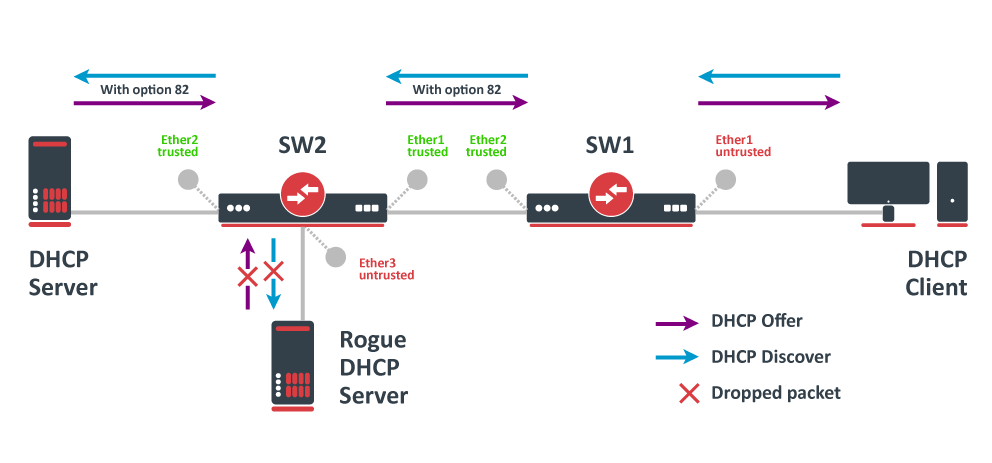 With option 82
With option 82
Ether2
trusted
SW2
Ether1
trusted
Ether2
trusted
SW1
Ether1
untrusted
DHCP
Server
Ether3
untrusted
DHCP
Client
Rogue
DHCP
Server
DHCP Offer
DHCP Discover
Dropped packet